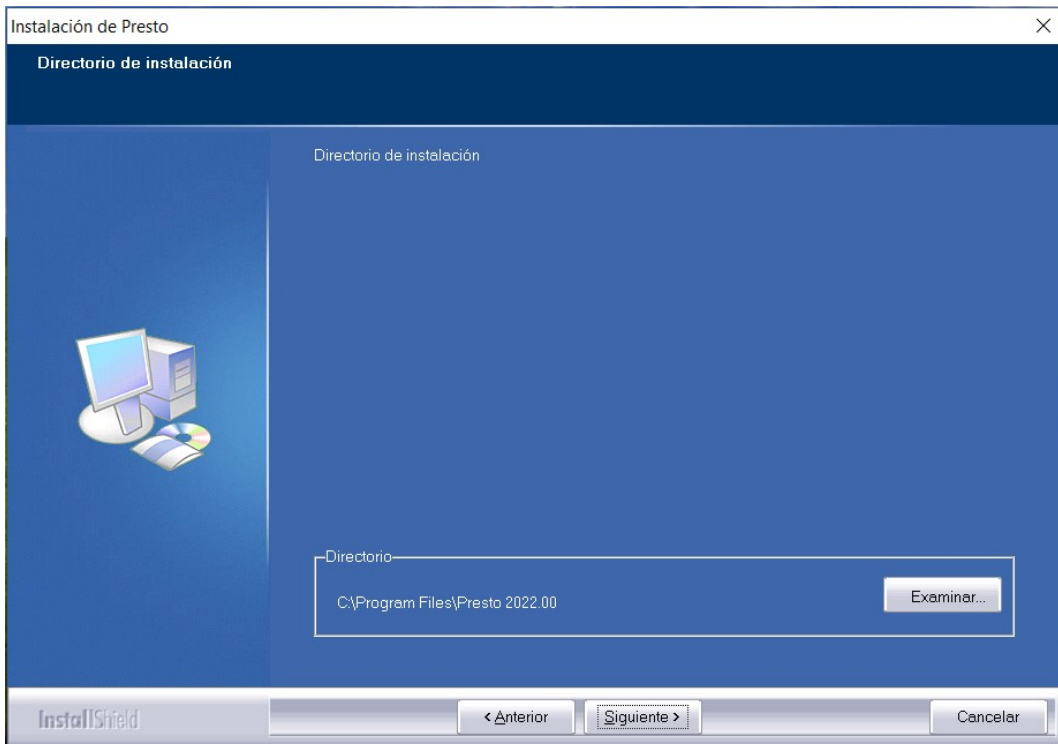 Instalación de Presto
Directorio de instalación
Directorio de instalación
Directorio
C:\Program Files\Presto 2022.00
Examinar...
InstallShield
< Anterior
Siguiente >
Cancelar